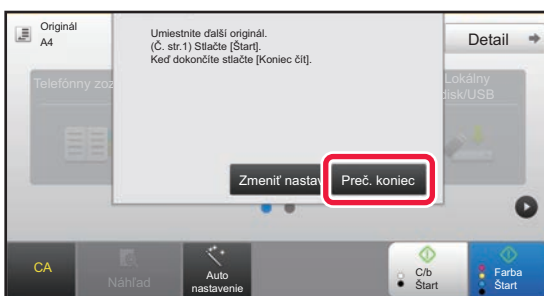 Originál
A4
Umiestnite ďalší originál.
(Č. str.1) Stlačte [Štart].
Keď dokončíte stlačte [Koniec čít].
Detail
Telefónny zoz
Lokálny
disk/USB
Zmeniť nastav
Preč. koniec
CA
Náhľad
Auto
nastavenie
C/b
Štart
Farba
Štart